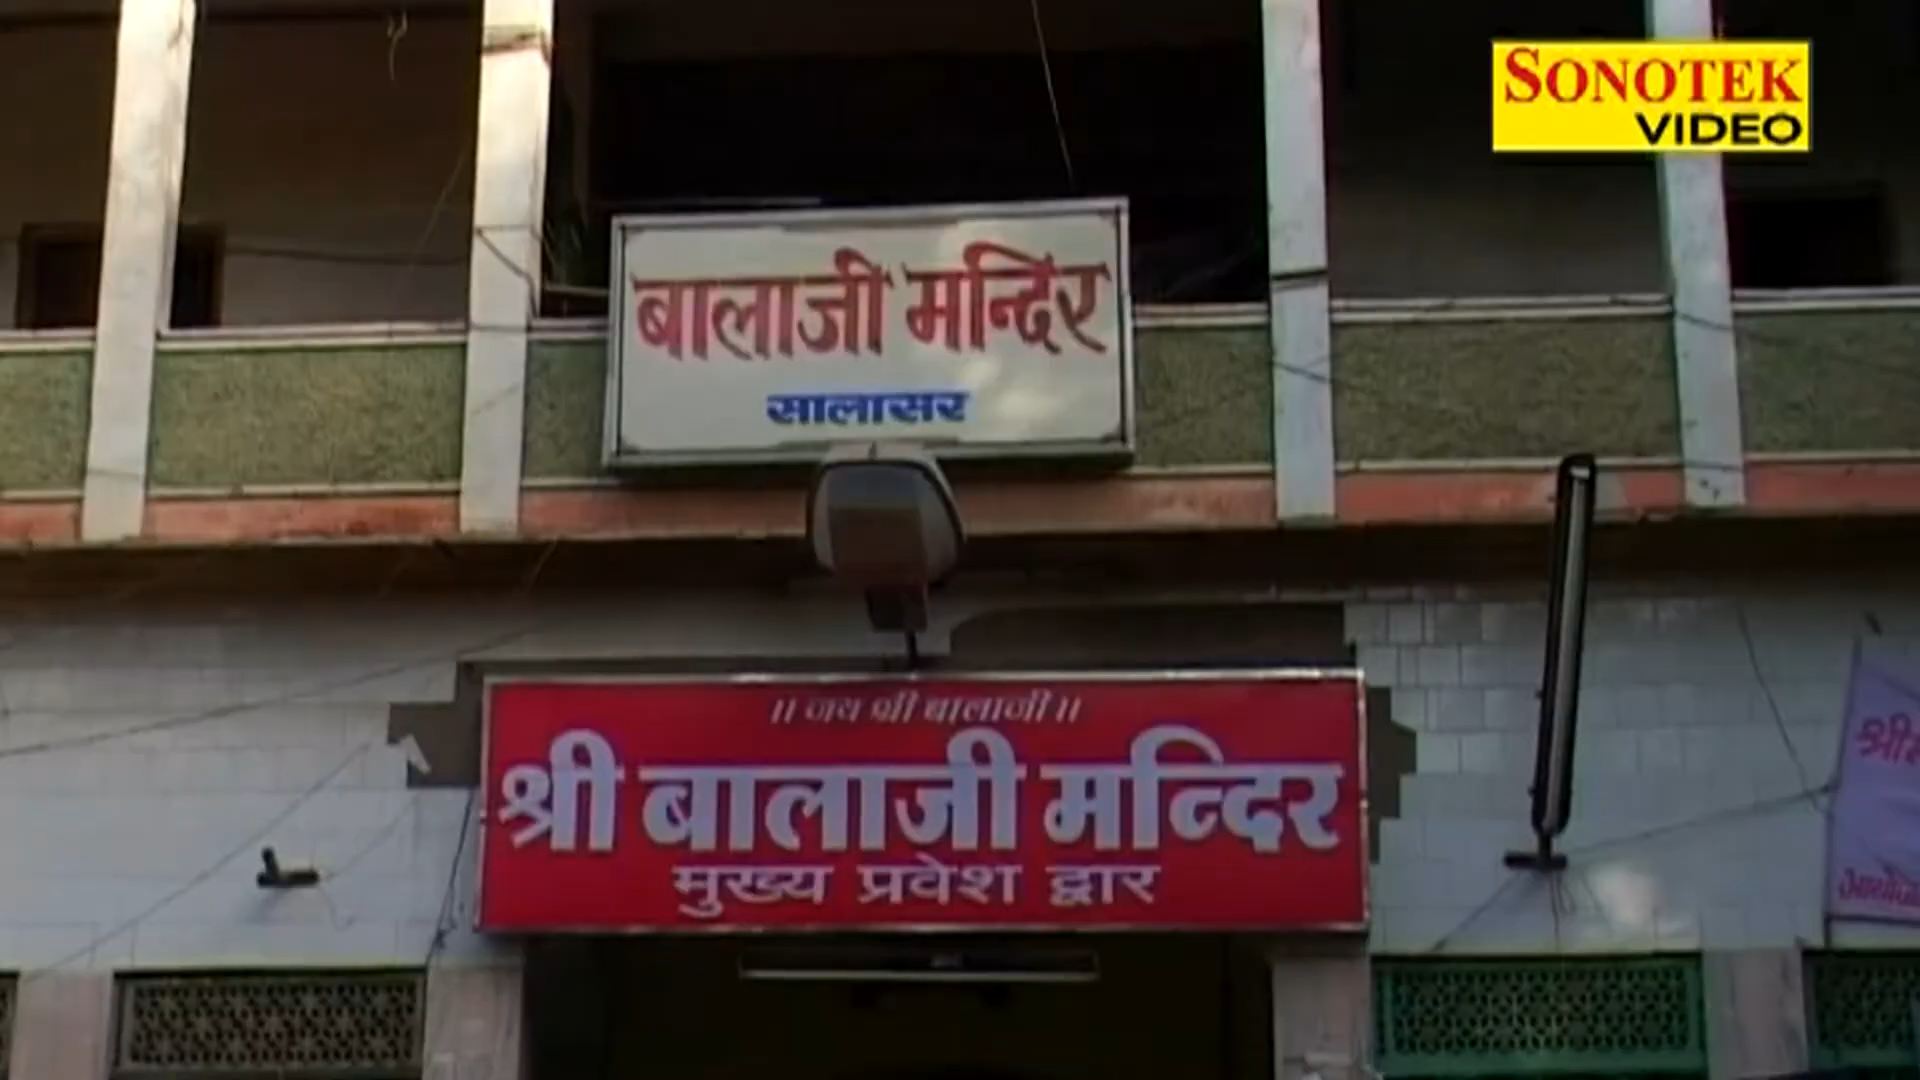 SONOTEK
VIDEO
बालाजी मन्दिर
सालासर
।। जय श्री बालाजी ।।
श्री बालाजी मन्दिर
मुख्य प्रवेश द्वार